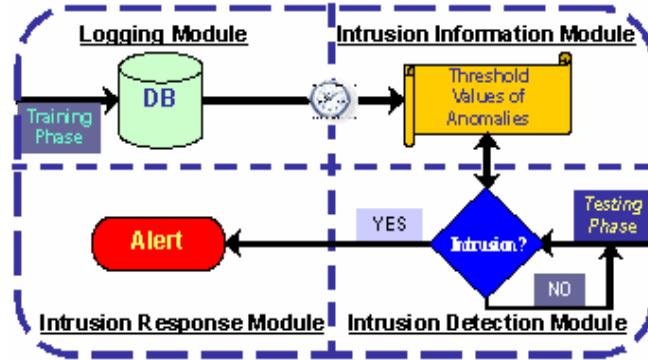 Logging Module
Intrusion Information Module
DB
Threshold
Values of
Anomalies
Training
Phase
Testing
Phase
YES
Alert
Intrusion?
NO
Intrusion Response Module
Intrusion Detection Module